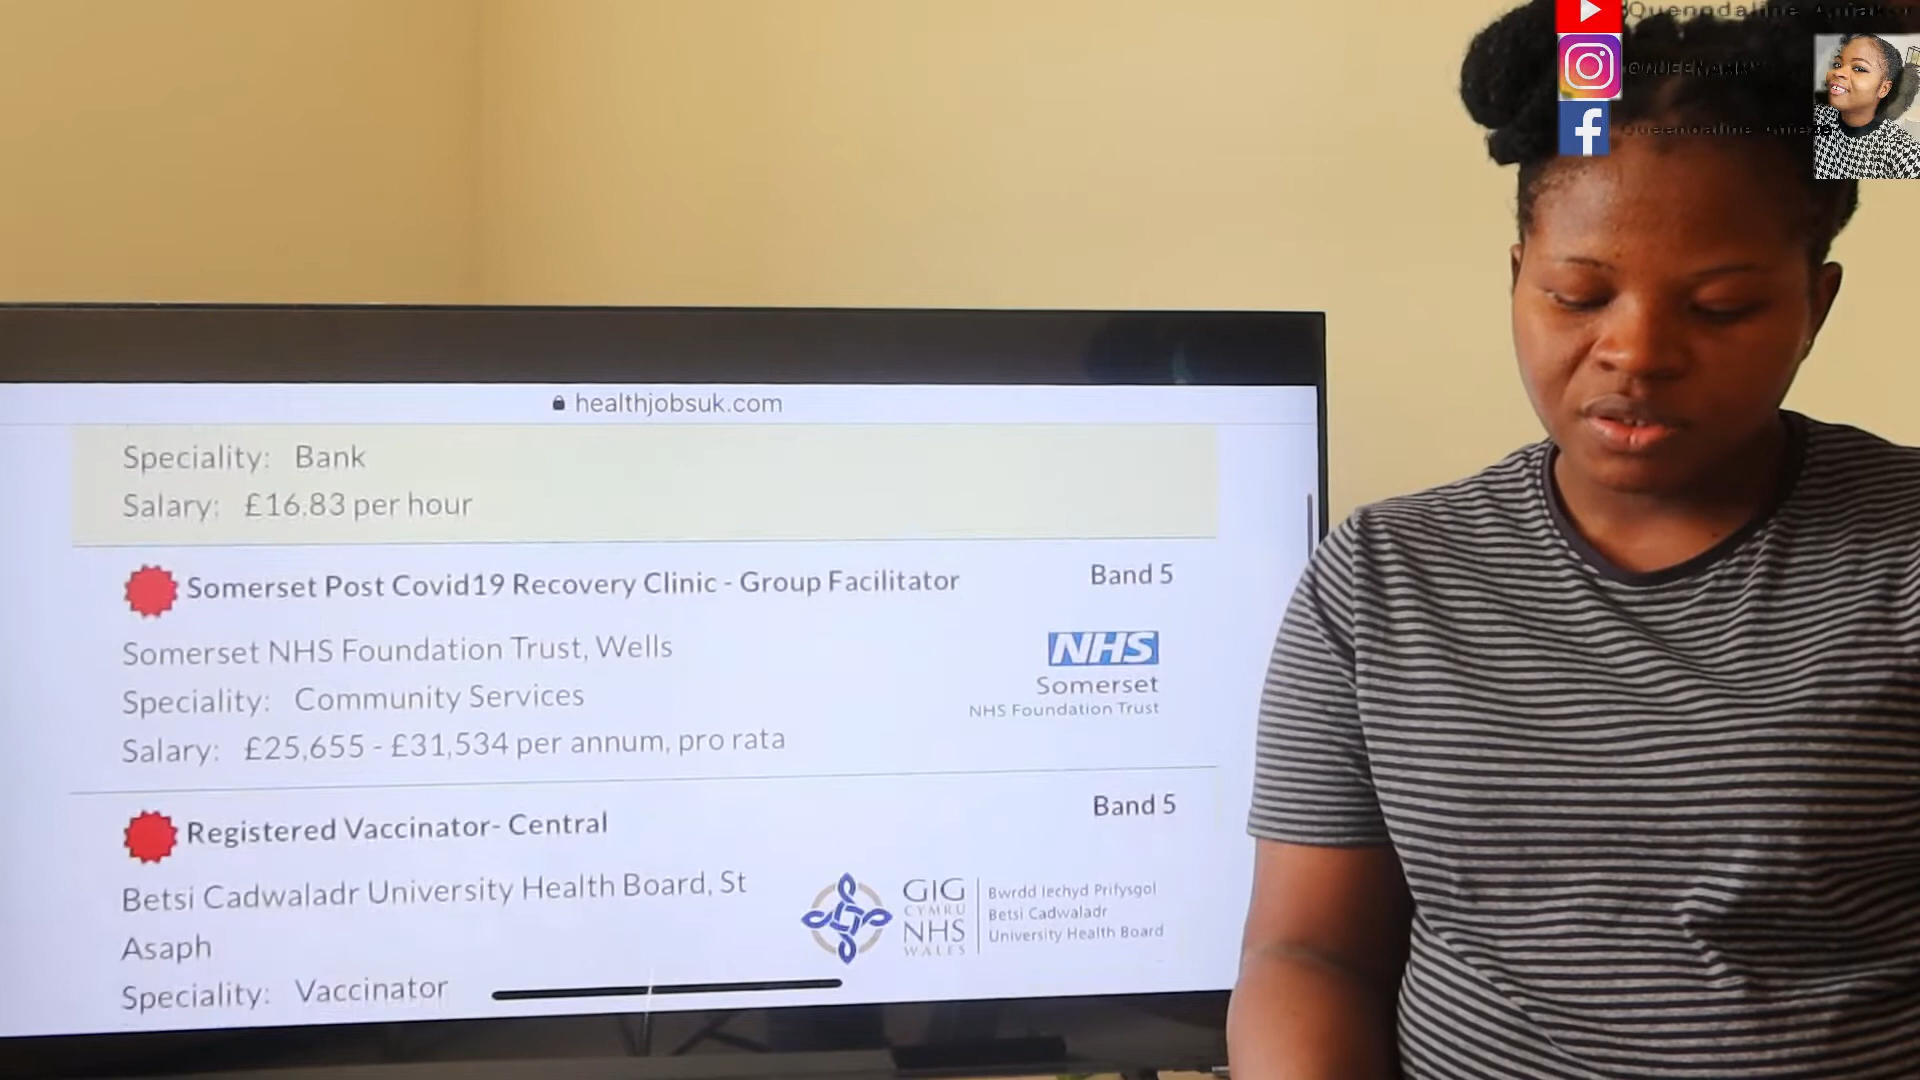 healthjobsuk.com
Speciality: Bank
Salary: £16.83 per hour
Somerset Post Covid19 Recovery Clinic - Group Facilitator
Band 5
Somerset NHS Foundation Trust, Wells
Speciality: Community Services
Salary: £25,655 - £31,534 per annum, pro rata
NHS
Somerset
NHS Foundation Trust
Registered Vaccinator- Central
Band 5
Betsi Cadwaladr University Health Board, St
Asaph
Speciality: Vaccinator
GIG
CYMRU
NHS
WALES
Bwrdd Iechyd Prifysgol
Betsi Cadwaladr
University Health Board